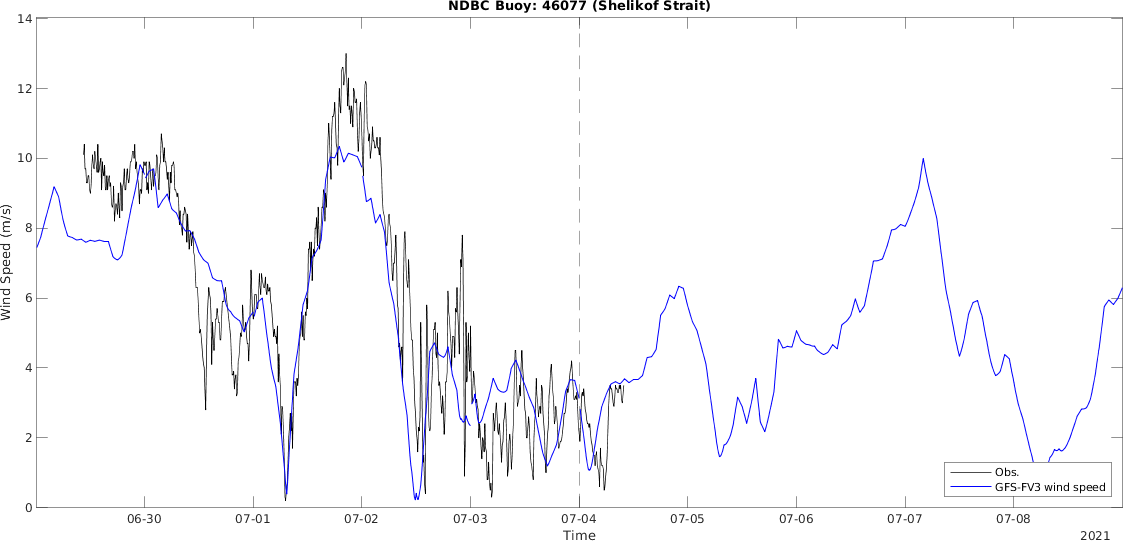 NDBC Buoy: 46077 (Shelikof Strait)
14
12
10
8
6
4
2
0
Wind Speed (m/s)
Obs.
GFS-FV3 wind speed
06-30 07-01 07-02 07-03 07-04 07-05 07-06 07-07 07-08
Time
2021